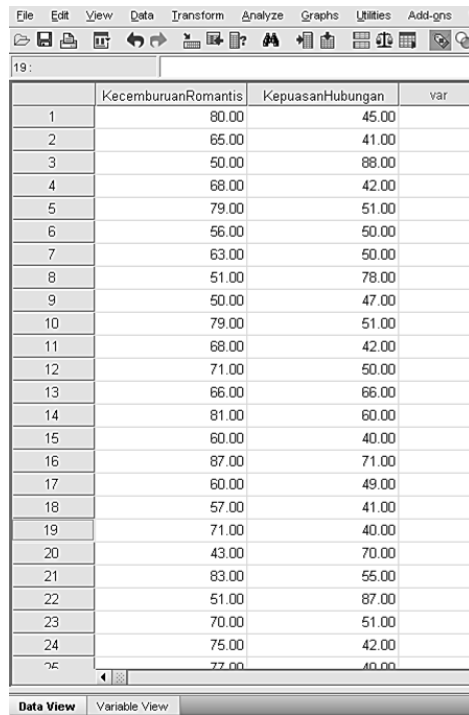 File Edit View Data Transform Analyze Graphs Utilities Add-ons
19 :
KecemburuanRomantis KepuasanHubungan var
1 80.00 45.00
2 65.00 41.00
3 50.00 88.00
4 68.00 42.00
5 79.00 51.00
6 56.00 50.00
7 63.00 50.00
8 51.00 78.00
9 50.00 47.00
10 79.00 51.00
11 68.00 42.00
12 71.00 50.00
13 66.00 66.00
14 81.00 60.00
15 60.00 40.00
16 87.00 71.00
17 60.00 49.00
18 57.00 41.00
19 71.00 40.00
20 43.00 70.00
21 83.00 55.00
22 51.00 87.00
23 70.00 51.00
24 75.00 42.00
25 77.00 40.00
Data View Variable View